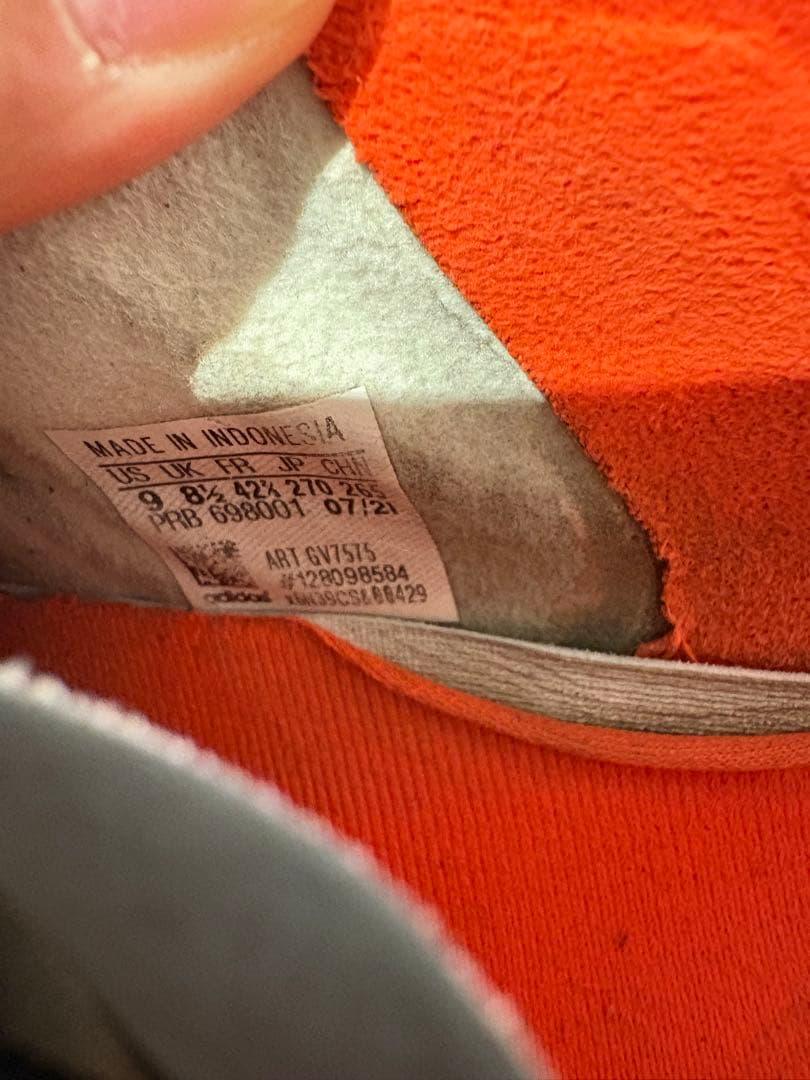 MADE IN INDONESIA
US UK FR JP CHN
9 8½ 42⅔ 270 265
PRB 698001 07/21
ART GV7575
#128098584
adidas